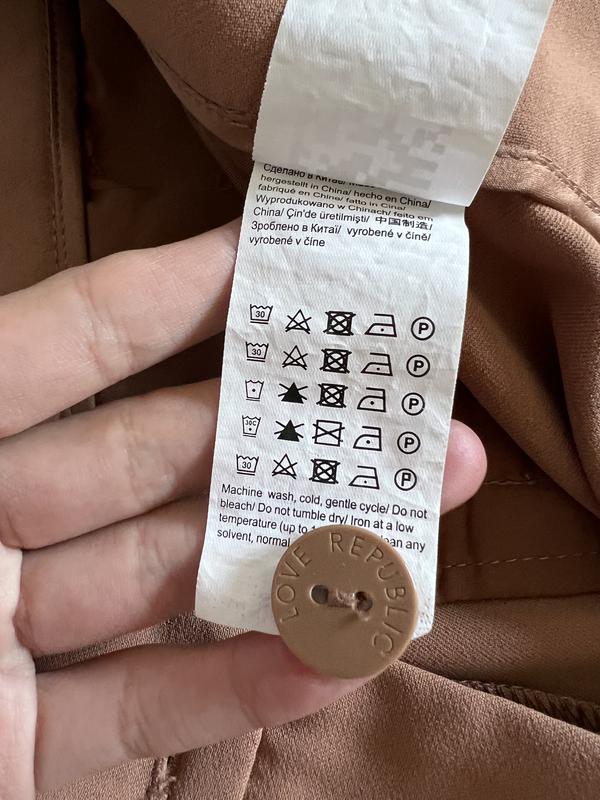 Сделано в Китае/
hergestellt in China/ hecho en China/
fabriqué en Chine/ fatto in Cina/
Wyprodukowano w Chinach/ feito em
China/ Çin'de üretilmişti/ 中国制造/
Зроблено в Китаї/ vyrobené v číně/
vyrobené v číne
30 P
30 P
P
30C P
30 P
Machine wash, cold, gentle cycle/ Do not
bleach/ Do not tumble dry/ Iron at a low
temperature (up to any
solvent, normal
LOVE REPUBLIC